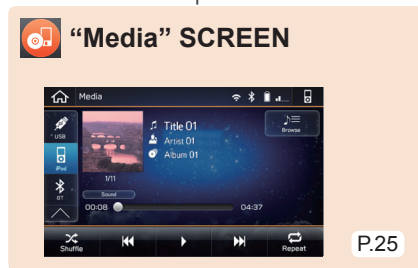 “Media” SCREEN
Media
USB
Title 01
Artist 01
Album 01
Browse
iPod
1/11
BT
Sound
00:08
04:37
Shuffle
Repeat
P.25